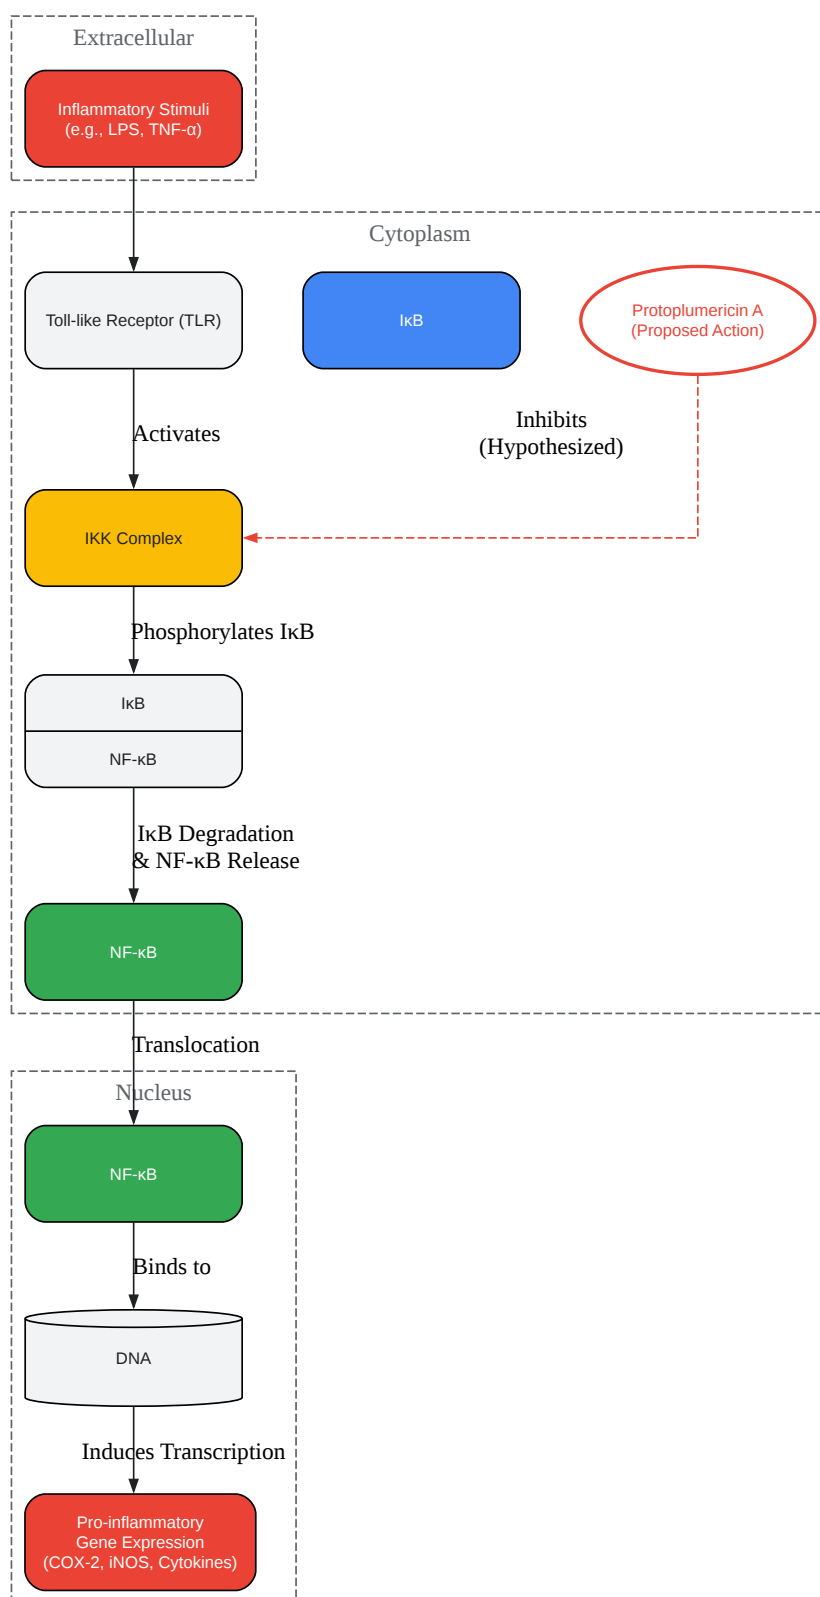 Extracellular
Inflammatory Stimuli
(e.g., LPS, TNF-α)
Cytoplasm
Toll-like Receptor (TLR)
IκB
Protoplumericin A
(Proposed Action)
Activates
Inhibits
(Hypothesized)
IKK Complex
Phosphorylates IκB
IκB
NF-κB
IκB Degradation
& NF-κB Release
NF-κB
Translocation
Nucleus
NF-κB
Binds to
DNA
Induces Transcription
Pro-inflammatory
Gene Expression
(COX-2, iNOS, Cytokines)